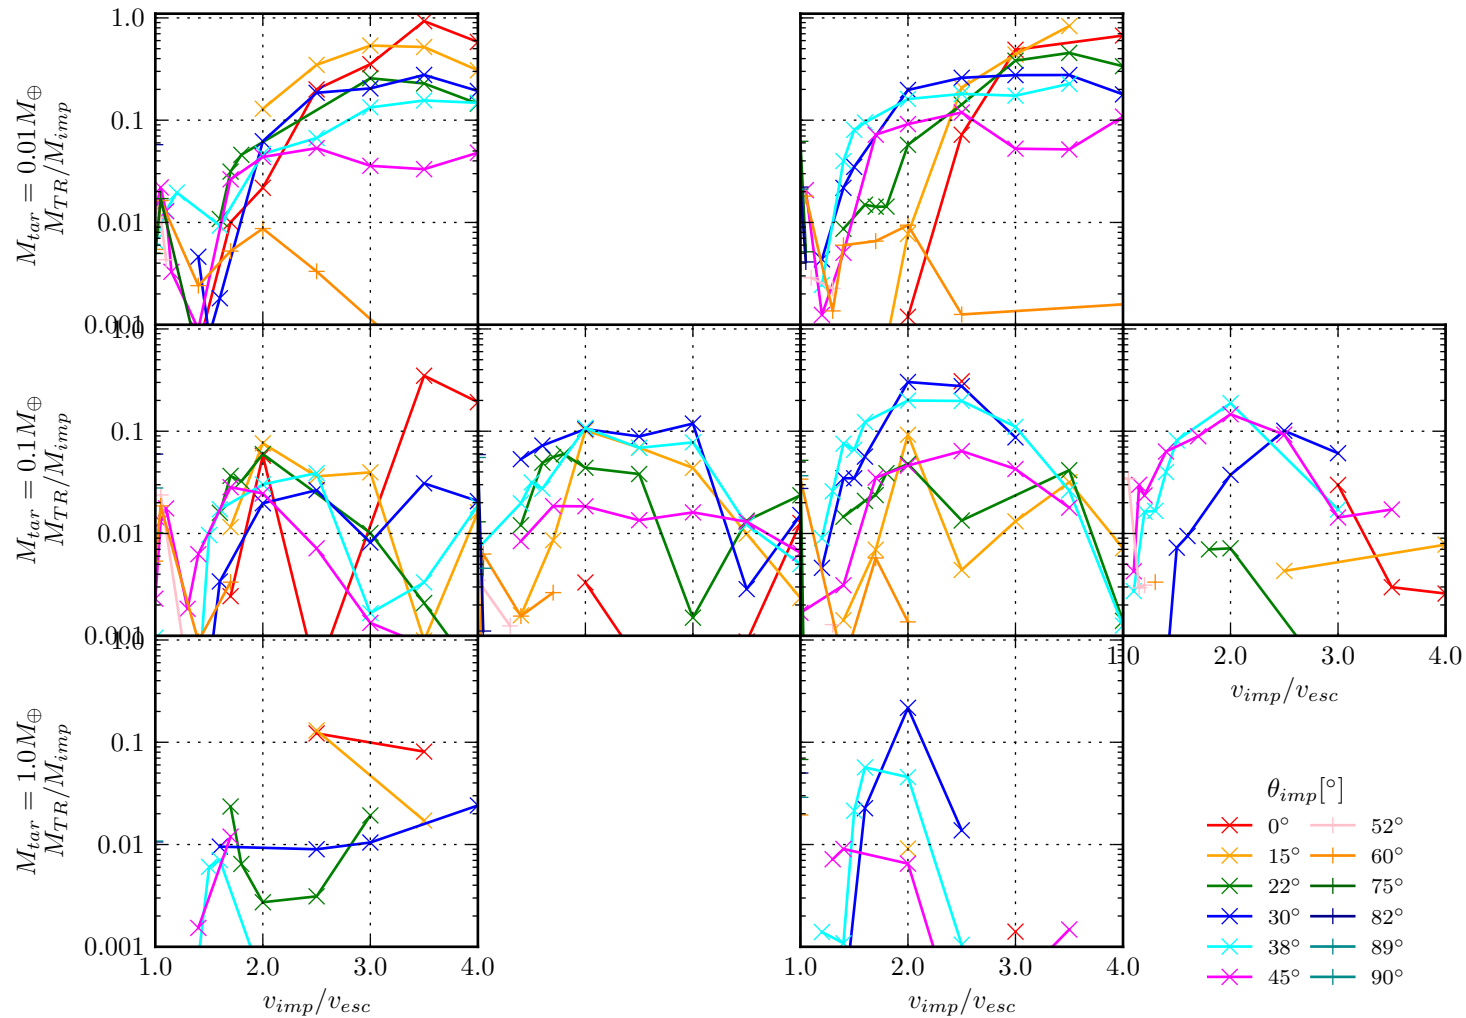 1.0
0.1
0.01
0.001
M_tar = 0.01M_⊕
M_TR/M_imp
1.0
0.1
0.01
0.001
M_tar = 0.1M_⊕
M_TR/M_imp
1.0 2.0 3.0 4.0
v_imp/v_esc
1.0
0.1
0.01
0.001
M_tar = 1.0M_⊕
M_TR/M_imp
1.0 2.0 3.0 4.0
v_imp/v_esc
1.0 2.0 3.0 4.0
v_imp/v_esc
θ_imp[°]
0° 52°
15° 60°
22° 75°
30° 82°
38° 89°
45° 90°